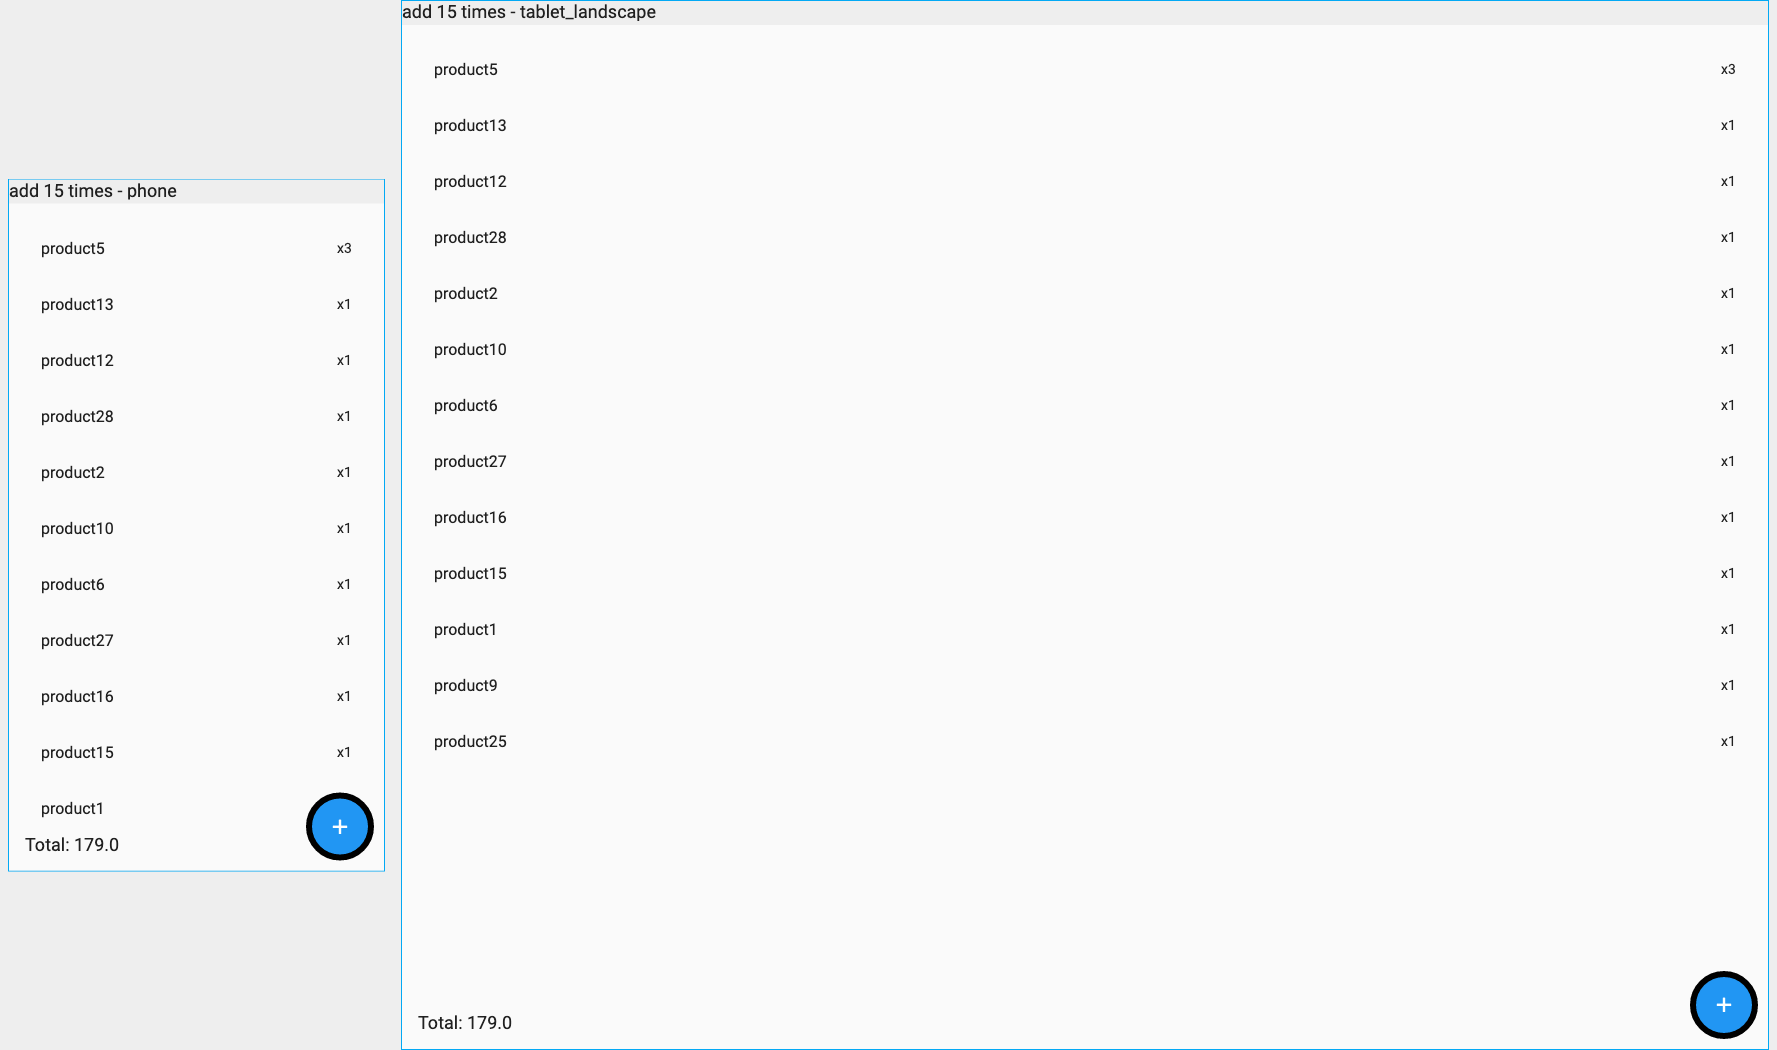 add 15 times - phone
product5 x3
product13 x1
product12 x1
product28 x1
product2 x1
product10 x1
product6 x1
product27 x1
product16 x1
product15 x1
product1
+
Total: 179.0
add 15 times - tablet_landscape
product5 x3
product13 x1
product12 x1
product28 x1
product2 x1
product10 x1
product6 x1
product27 x1
product16 x1
product15 x1
product1 x1
product9 x1
product25 x1
+
Total: 179.0